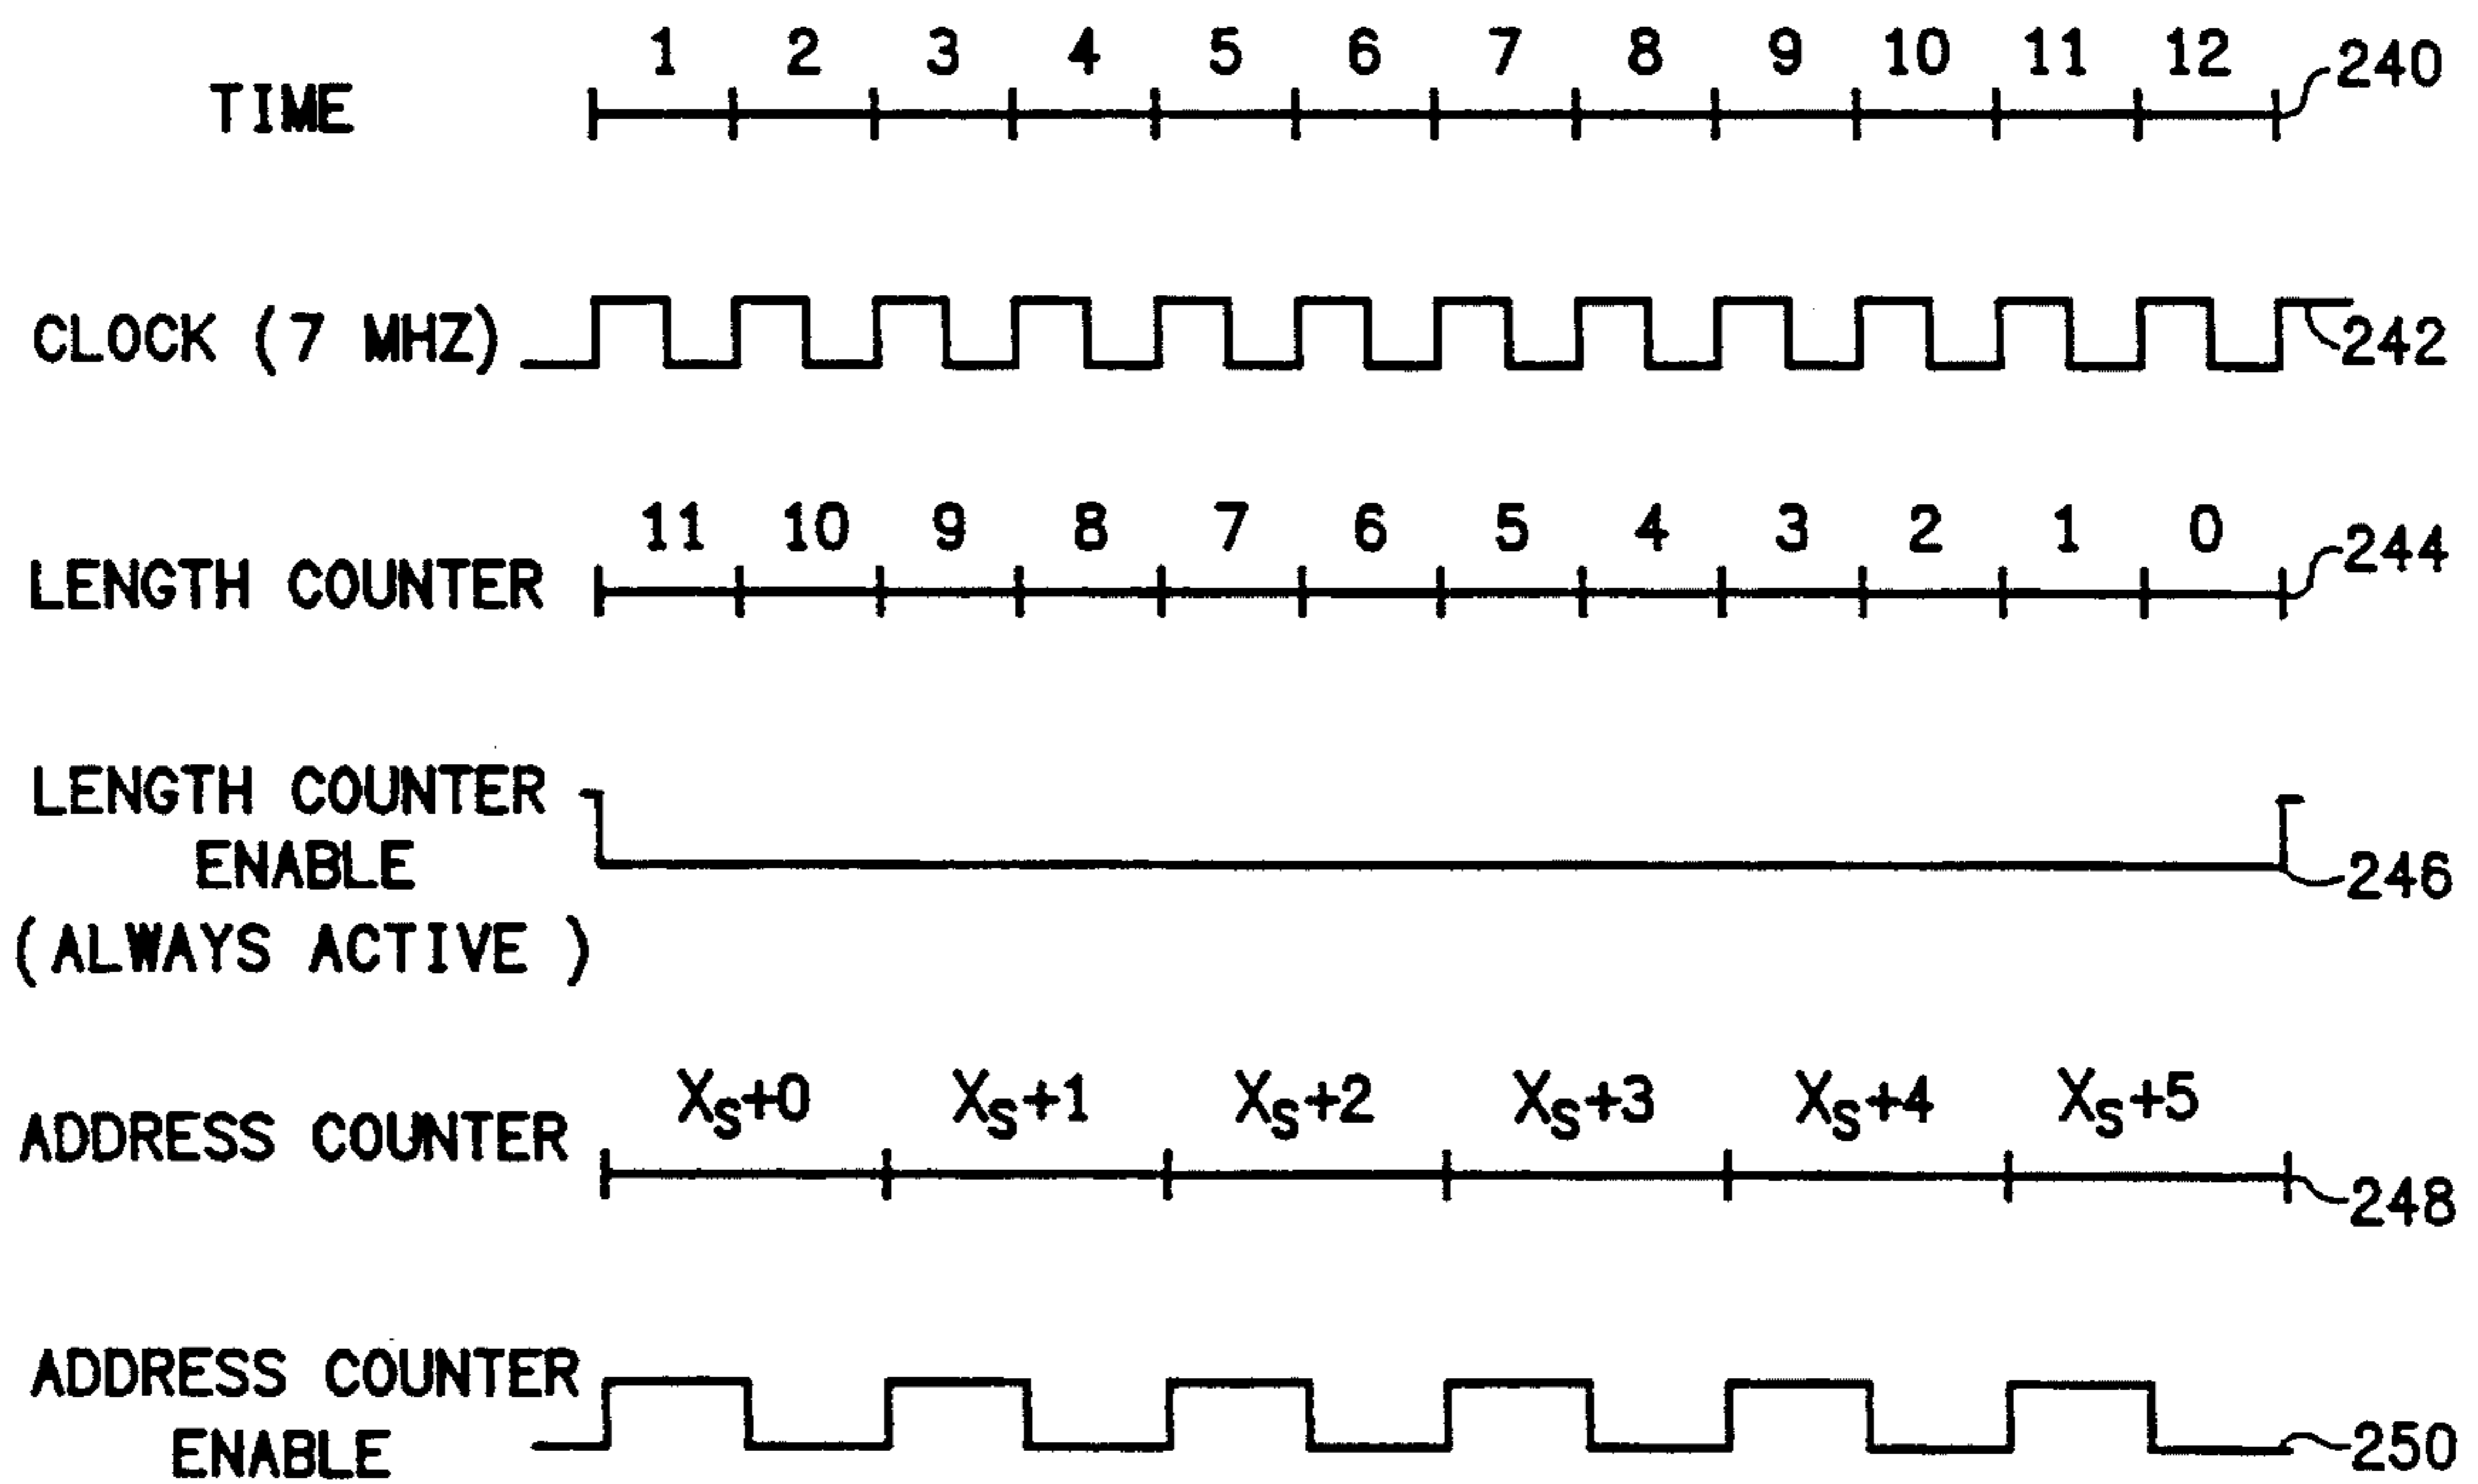 1 2 3 4 5 6 7 8 9 10 11 12
TIME
240
CLOCK (7 MHZ)
242
11 10 9 8 7 6 5 4 3 2 1 0
LENGTH COUNTER
244
LENGTH COUNTER
ENABLE
246
(ALWAYS ACTIVE )
XS+0 XS+1 XS+2 XS+3 XS+4 XS+5
ADDRESS COUNTER
248
ADDRESS COUNTER
ENABLE
250